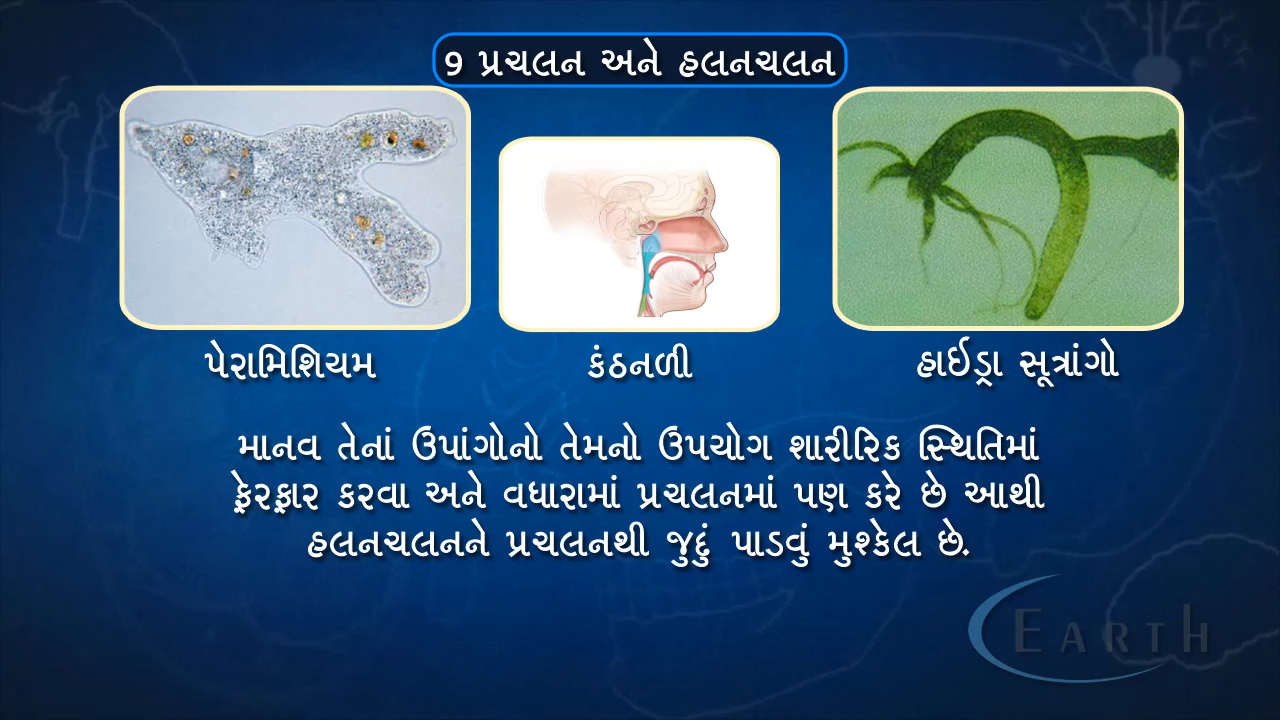 9 પ્રચલન અને હલનચલન
પેરામિશિયમ
કંઠનળી
હાઈડ્રા સૂત્રાંગો
માનવ તેનાં ઉપાંગોનો તેમનો ઉપયોગ શારીરિક સ્થિતિમાં
ફેરફાર કરવા અને વધારામાં પ્રચલનમાં પણ કરે છે આથી
હલનચલનને પ્રચલનથી જુદું પાડવું મુશ્કેલ છે.
EARTH